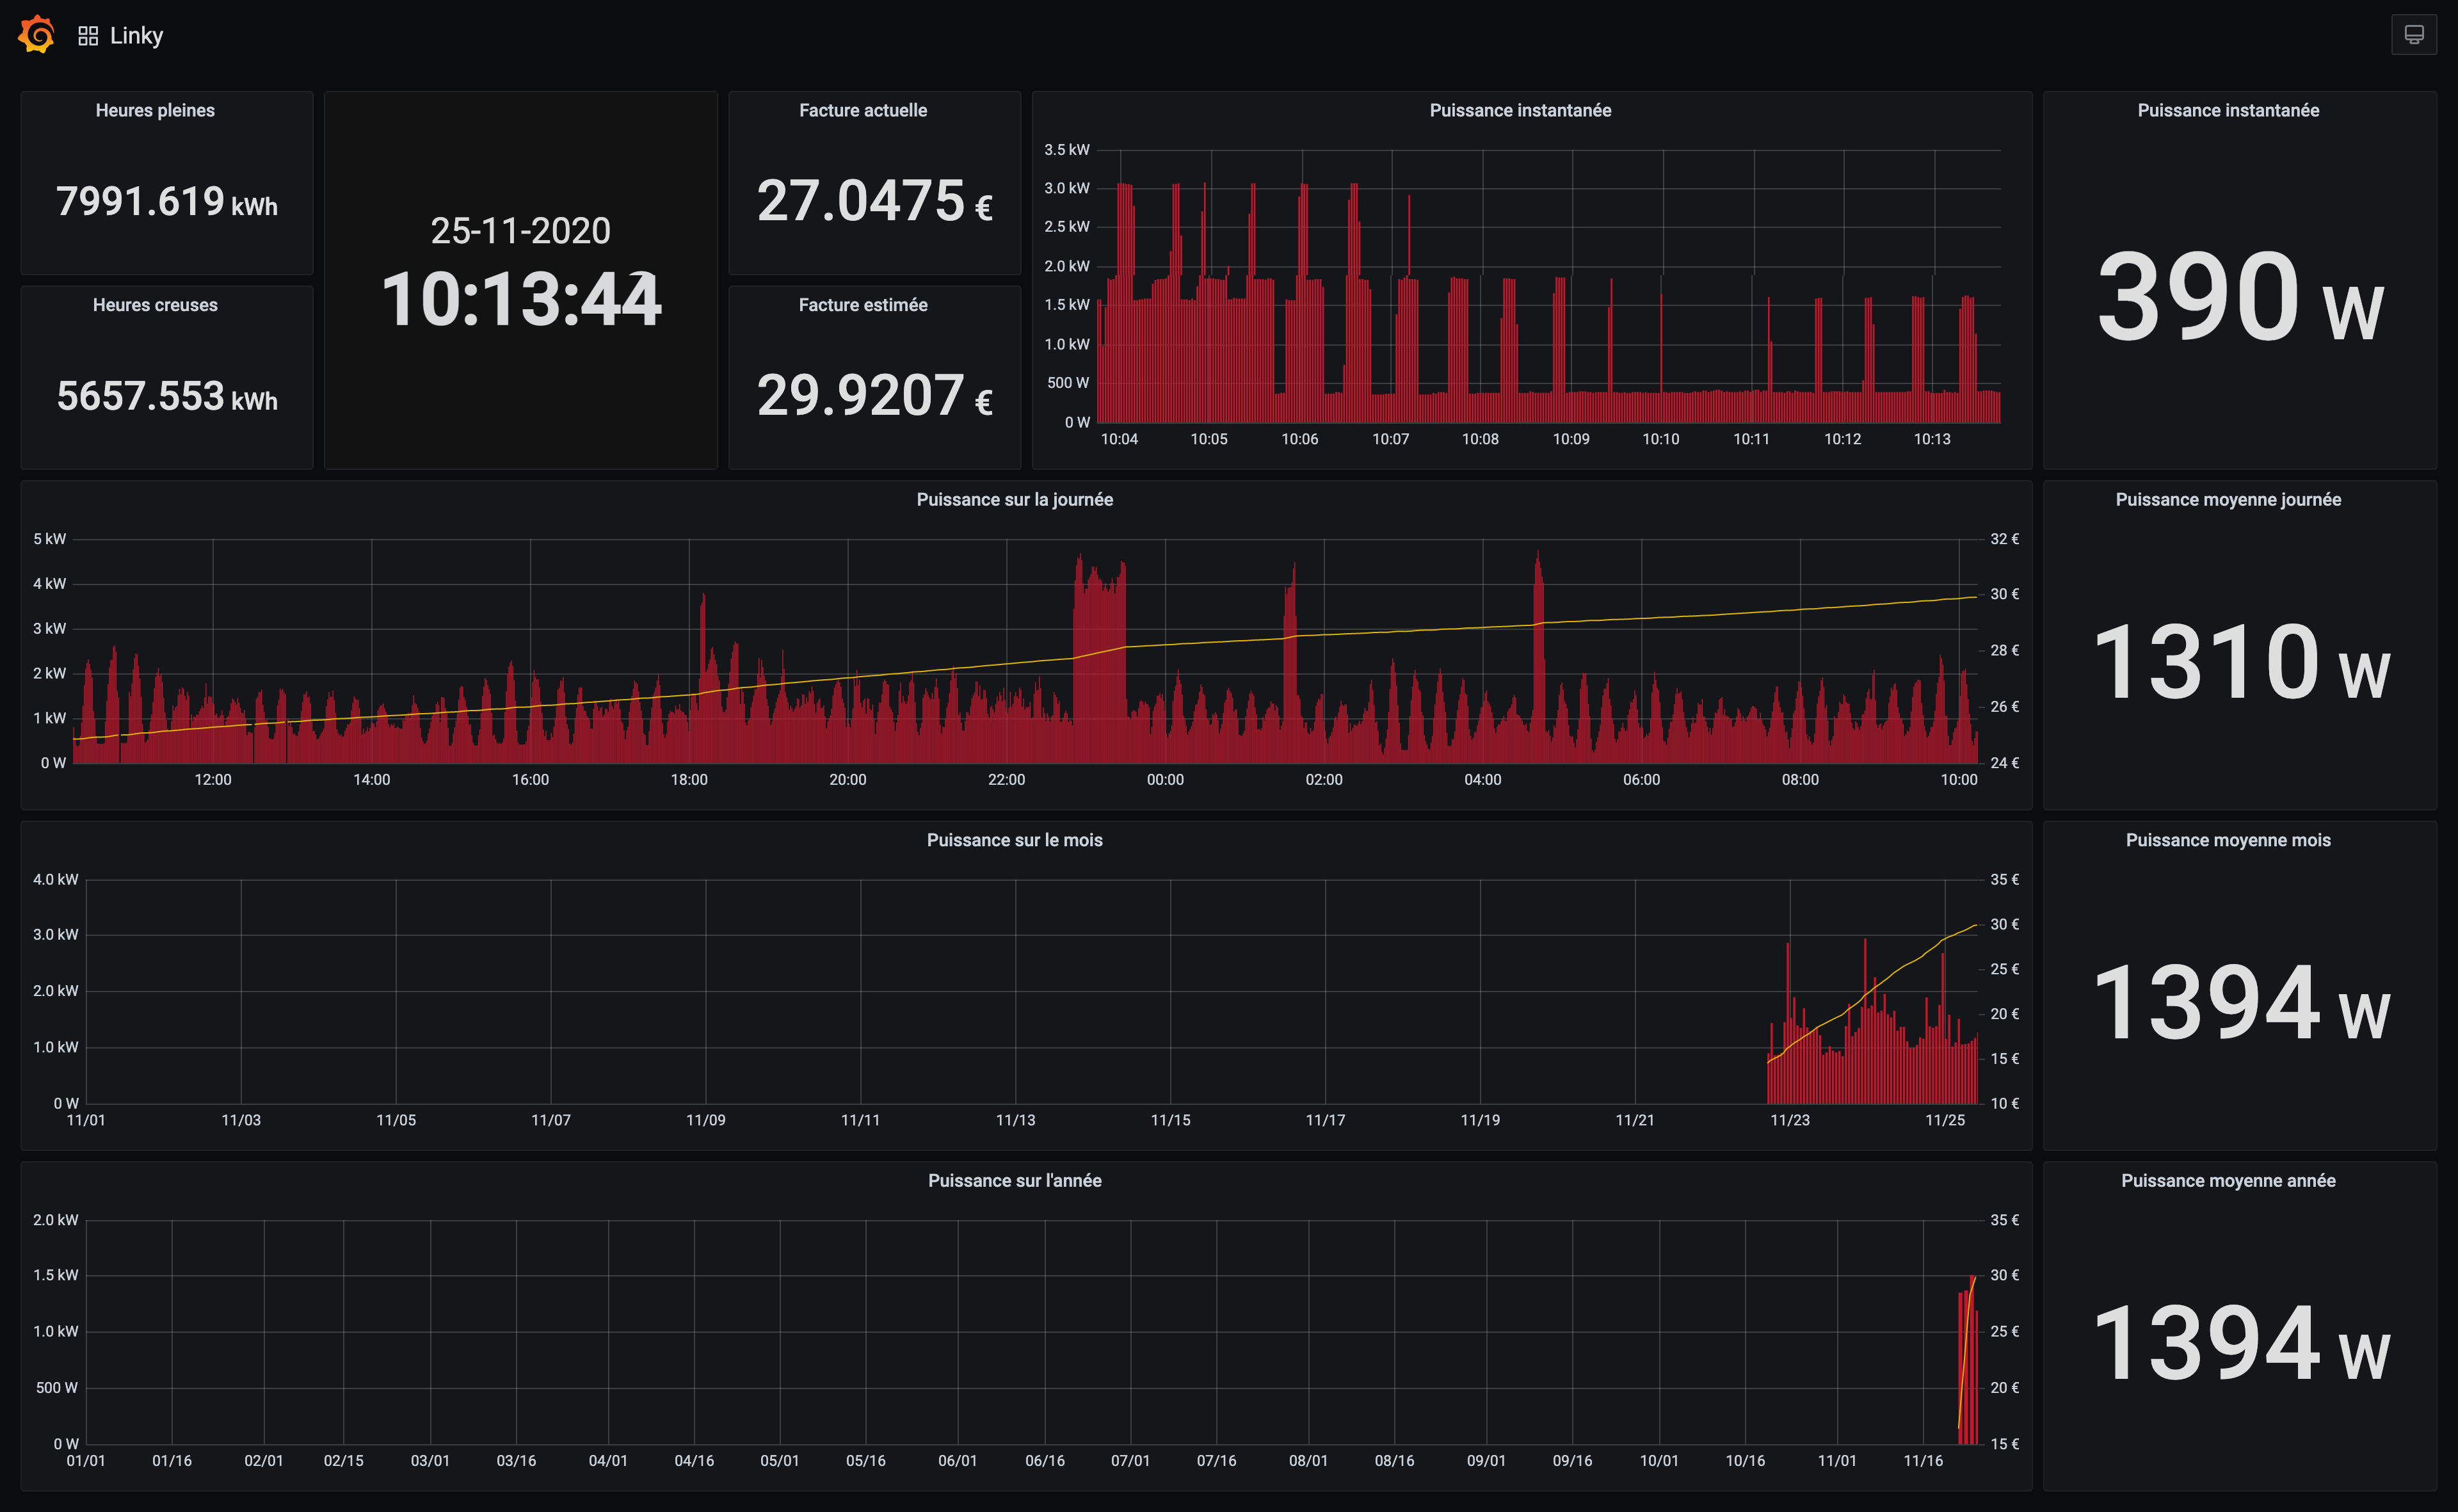 Linky
Heures pleines
7991.619 kWh
Heures creuses
5657.553 kWh
25-11-2020
10:13:44
Facture actuelle
27.0475 €
Facture estimée
29.9207 €
Puissance instantanée
3.5 kW
3.0 kW
2.5 kW
2.0 kW
1.5 kW
1.0 kW
500 W
0 W
10:04 10:05 10:06 10:07 10:08 10:09 10:10 10:11 10:12 10:13
Puissance instantanée
390 W
Puissance sur la journée
5 kW
4 kW
3 kW
2 kW
1 kW
0 W
32 €
30 €
28 €
26 €
24 €
12:00 14:00 16:00 18:00 20:00 22:00 00:00 02:00 04:00 06:00 08:00 10:00
Puissance moyenne journée
1310 W
Puissance sur le mois
4.0 kW
3.0 kW
2.0 kW
1.0 kW
0 W
35 €
30 €
25 €
20 €
15 €
10 €
11/01 11/03 11/05 11/07 11/09 11/11 11/13 11/15 11/17 11/19 11/21 11/23 11/25
Puissance moyenne mois
1394 W
Puissance sur l'année
2.0 kW
1.5 kW
1.0 kW
500 W
0 W
35 €
30 €
25 €
20 €
15 €
01/01 01/16 02/01 02/15 03/01 03/16 04/01 04/16 05/01 05/16 06/01 06/16 07/01 07/16 08/01 08/16 09/01 09/16 10/01 10/16 11/01 11/16
Puissance moyenne année
1394 W